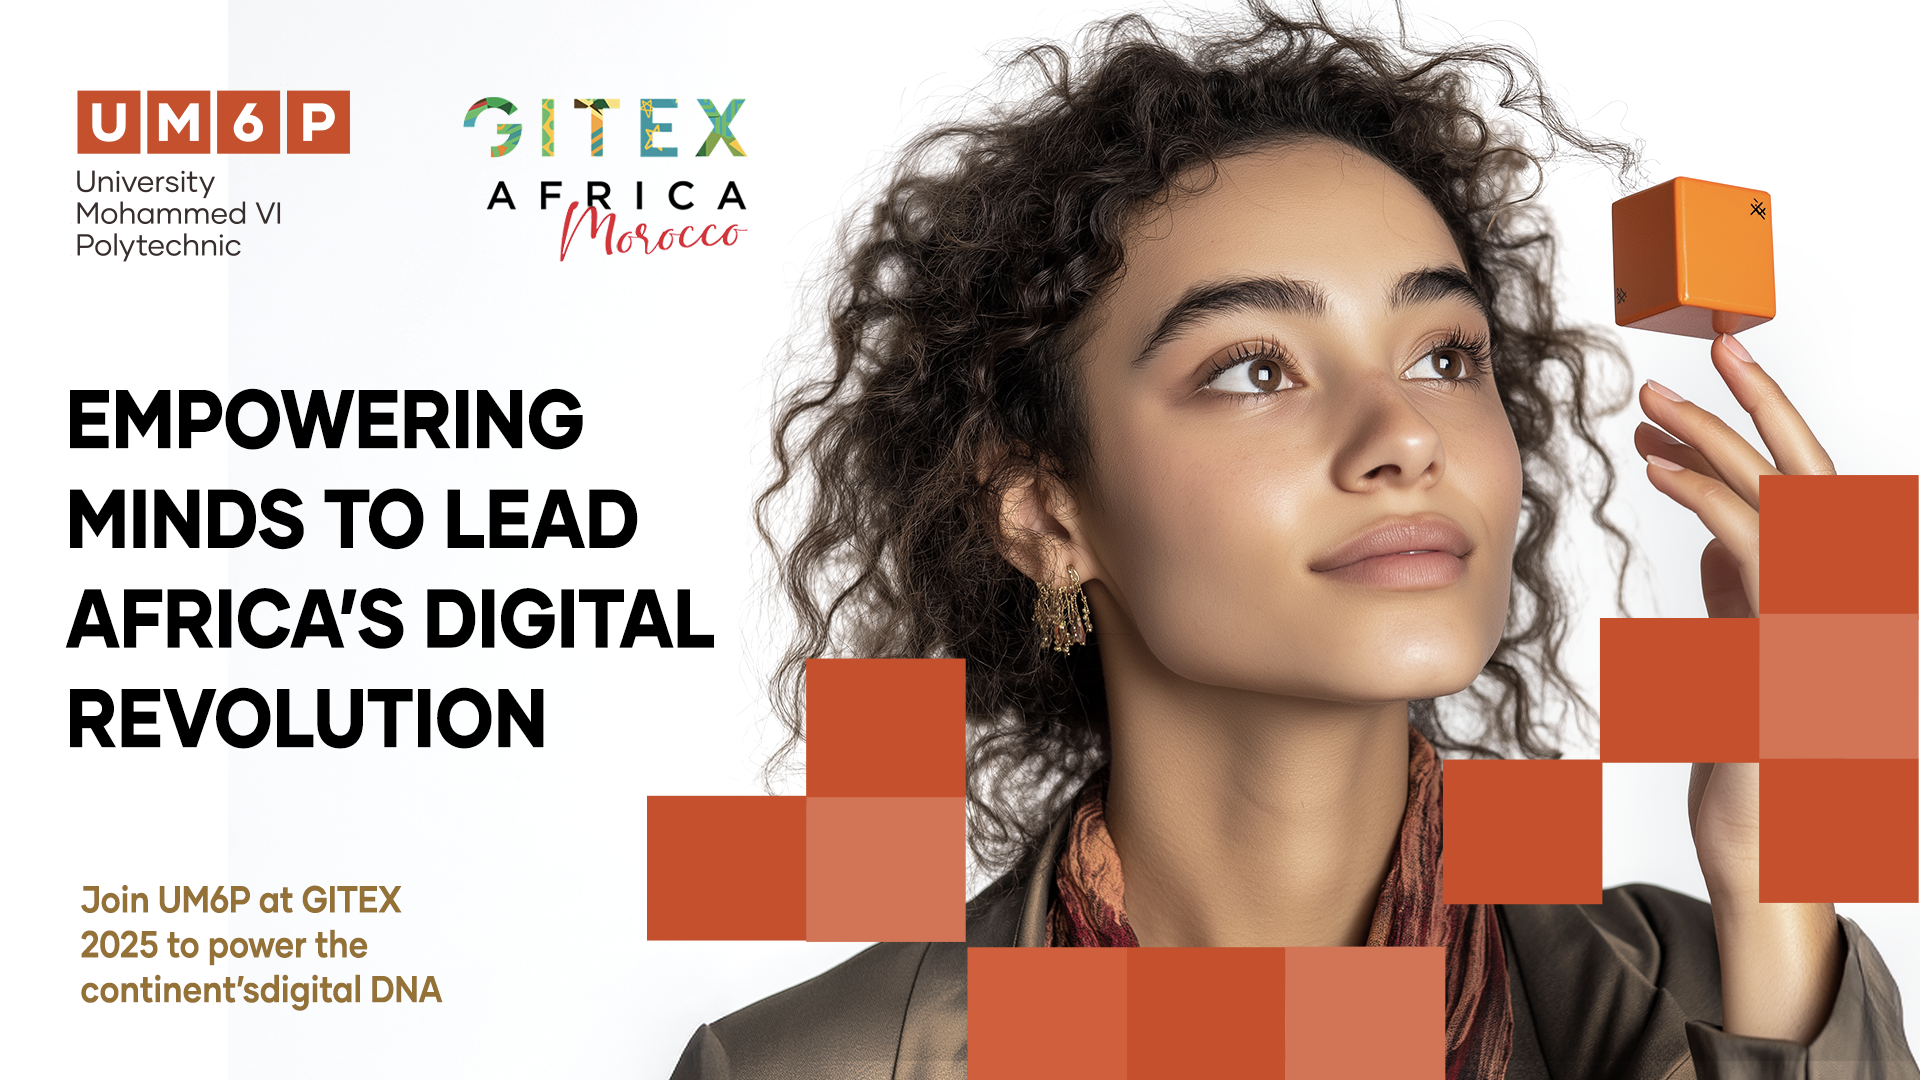 UM6P
University
Mohammed VI
Polytechnic
GITEX
AFRICA
Morocco
EMPOWERING
MINDS TO LEAD
AFRICA'S DIGITAL
REVOLUTION
Join UM6P at GITEX
2025 to power the
continent'sdigital DNA